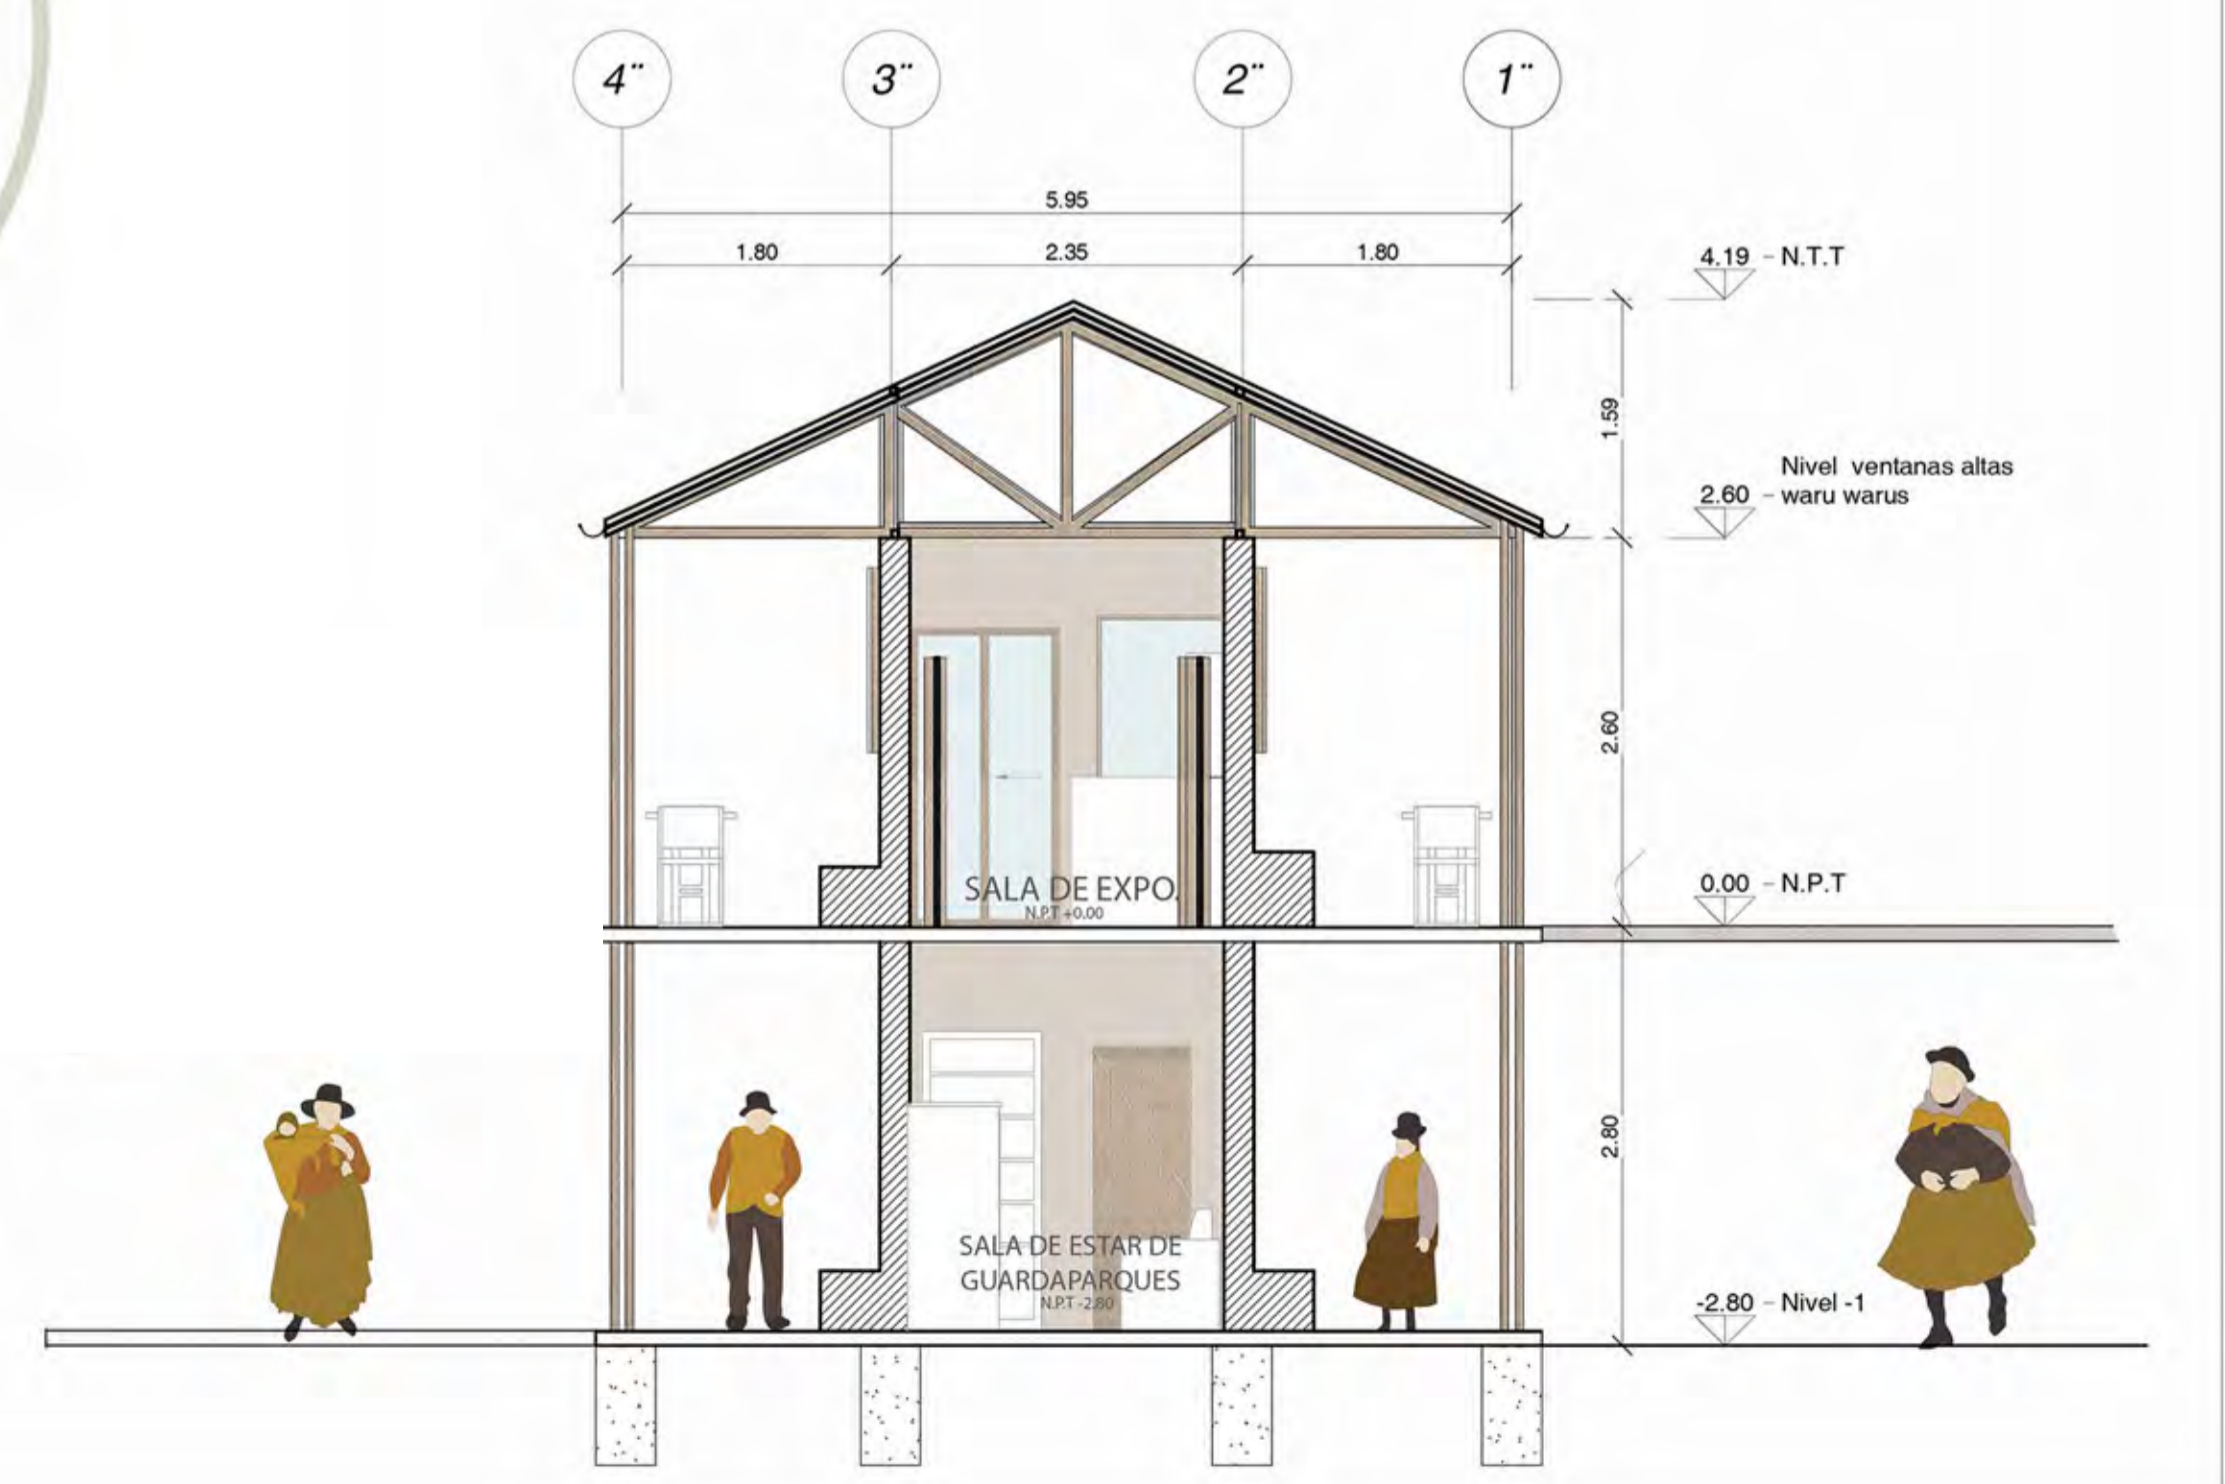 4¨ 3¨ 2¨ 1¨
5.95
1.80 2.35 1.80
4.19 – N.T.T
1.59
Nivel ventanas altas
2.60 – waru warus
2.60
0.00 – N.P.T
SALA DE EXPO.
N.P.T +0.00
2.80
SALA DE ESTAR DE
GUARDAPARQUES
N.P.T -2.80
-2.80 – Nivel -1